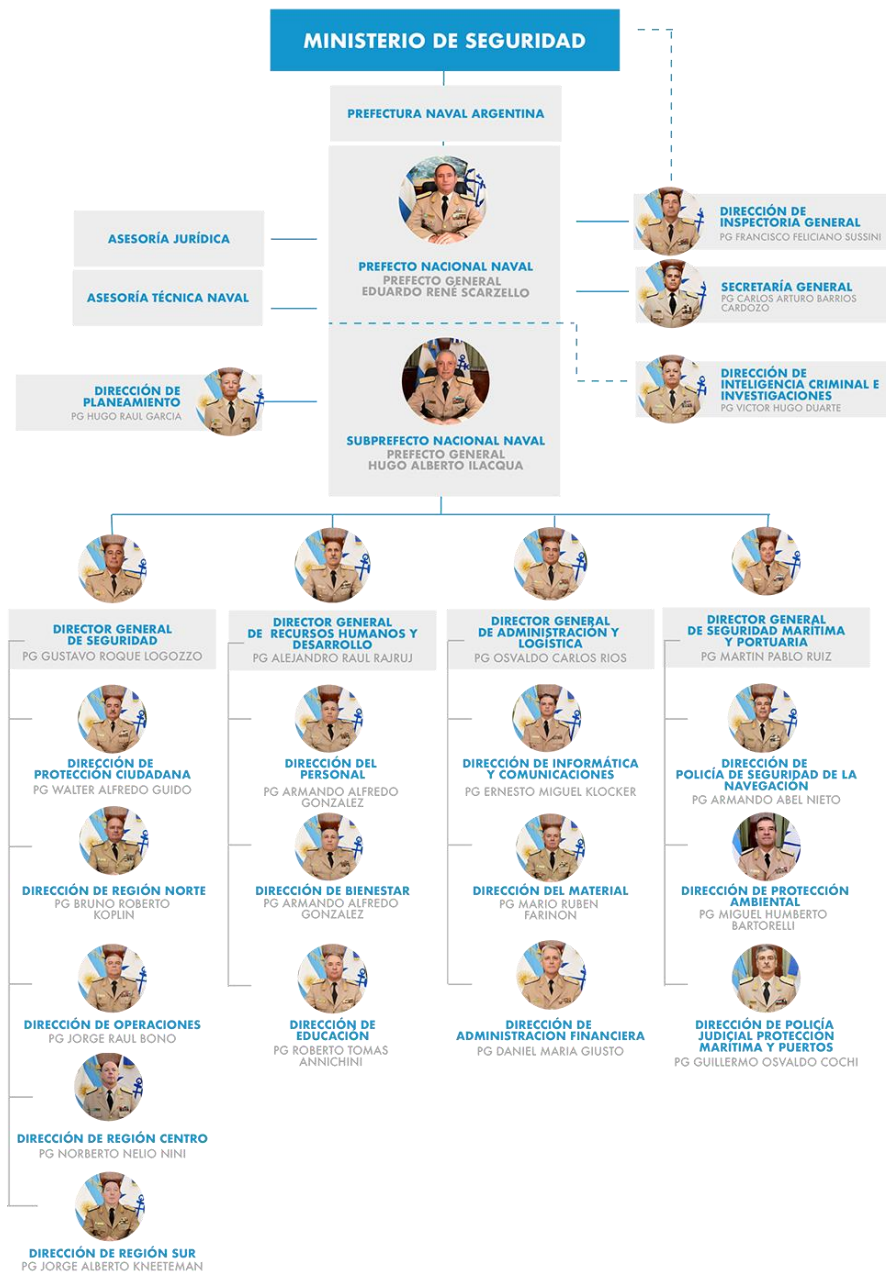 MINISTERIO DE SEGURIDAD
PREFECTURA NAVAL ARGENTINA
PREFECTO NACIONAL NAVAL
PREFECTO GENERAL
EDUARDO RENÉ SCARZELLO
ASESORÍA JURÍDICA
ASESORÍA TÉCNICA NAVAL
DIRECCIÓN DE
INSPECTORIA GENERAL
PG FRANCISCO FELICIANO SUSSINI
SECRETARÍA GENERAL
PG CARLOS ARTURO BARRIOS
CARDOZO
DIRECCIÓN DE
PLANEAMIENTO
PG HUGO RAUL GARCIA
SUBPREFECTO NACIONAL NAVAL
PREFECTO GENERAL
HUGO ALBERTO ILACQUA
DIRECCIÓN DE
INTELIGENCIA CRIMINAL E
INVESTIGACIONES
PG VICTOR HUGO DUARTE
DIRECTOR GENERAL
DE SEGURIDAD
PG GUSTAVO ROQUE LOGOZZO
DIRECCIÓN DE
PROTECCIÓN CIUDADANA
PG WALTER ALFREDO GUIDO
DIRECCIÓN DE REGIÓN NORTE
PG BRUNO ROBERTO
KOPLIN
DIRECCIÓN DE OPERACIONES
PG JORGE RAUL BONO
DIRECCIÓN DE REGIÓN CENTRO
PG NORBERTO NELIO NINI
DIRECCIÓN DE REGIÓN SUR
PG JORGE ALBERTO KNEETEMAN
DIRECTOR GENERAL
DE RECURSOS HUMANOS Y
DESARROLLO
PG ALEJANDRO RAUL RAJRUJ
DIRECCIÓN DEL
PERSONAL
PG ARMANDO ALFREDO
GONZALEZ
DIRECCIÓN DE BIENESTAR
PG ARMANDO ALFREDO
GONZALEZ
DIRECCIÓN DE
EDUCACIÓN
PG ROBERTO TOMAS
ANNICHINI
DIRECTOR GENERAL
DE ADMINISTRACIÓN Y
LOGÍSTICA
PG OSVALDO CARLOS RIOS
DIRECCIÓN DE INFORMÁTICA
Y COMUNICACIONES
PG ERNESTO MIGUEL KLOCKER
DIRECCIÓN DEL MATERIAL
PG MARIO RUBEN
FARINON
DIRECCIÓN DE
ADMINISTRACION FINANCIERA
PG DANIEL MARIA GIUSTO
DIRECTOR GENERAL
DE SEGURIDAD MARÍTIMA
Y PORTUARIA
PG MARTIN PABLO RUIZ
DIRECCIÓN DE
POLICÍA DE SEGURIDAD DE LA
NAVEGACIÓN
PG ARMANDO ABEL NIETO
DIRECCIÓN DE PROTECCIÓN
AMBIENTAL
PG MIGUEL HUMBERTO
BARTORELLI
DIRECCIÓN DE POLICÍA
JUDICIAL PROTECCIÓN
MARÍTIMA Y PUERTOS
PG GUILLERMO OSVALDO COCHI